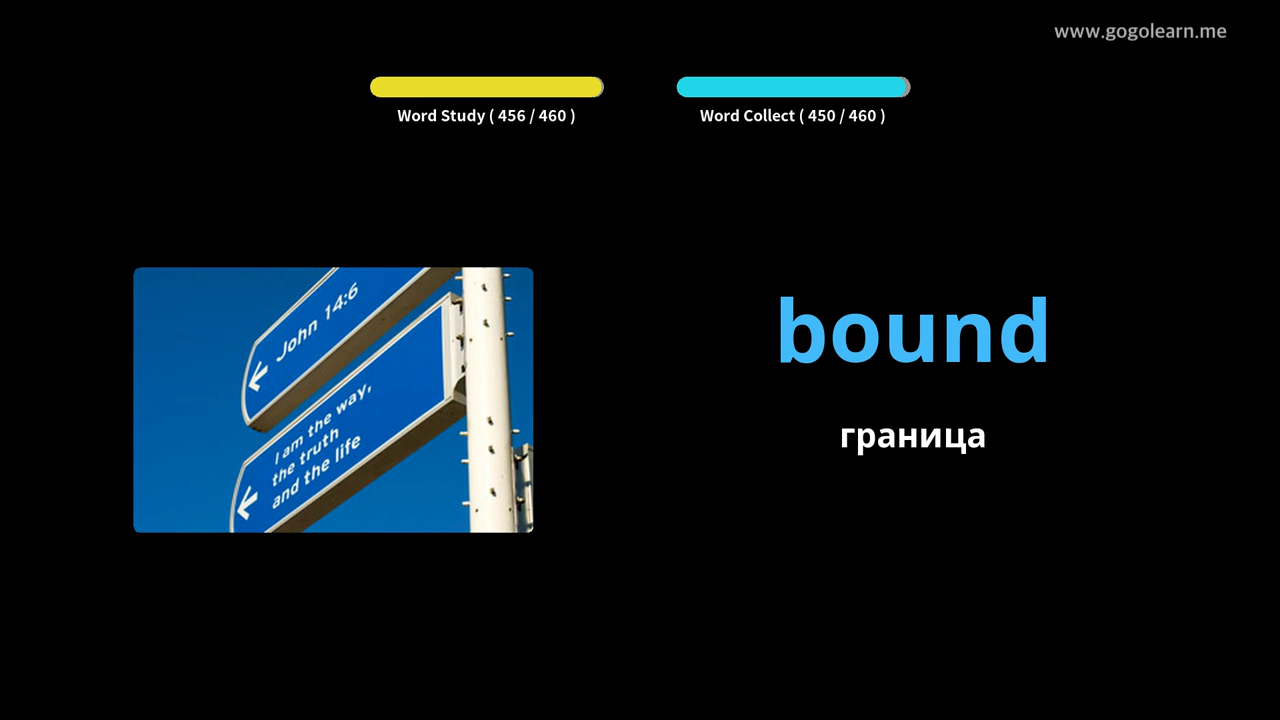 www.gogolearn.me
Word Study ( 456 / 460 )
Word Collect ( 450 / 460 )
John 14:6
I am the way,
the truth
and the life
bound
граница